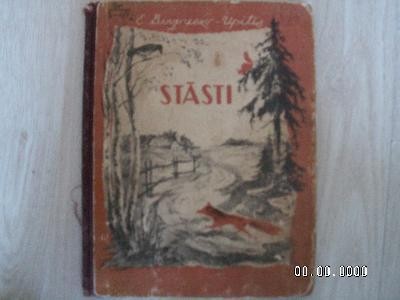 E. Birznieks-Upītis
STĀSTI
00.00.0000